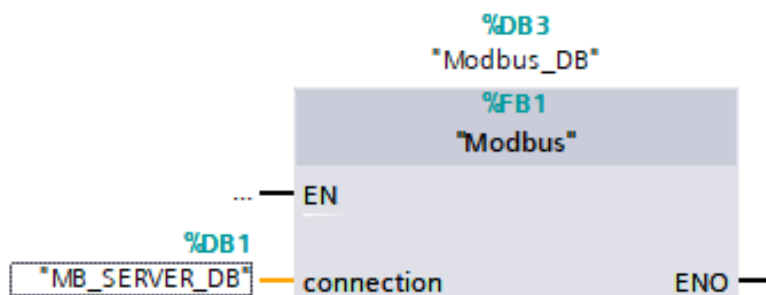 %DB3
"Modbus_DB"
%FB1
"Modbus"
... EN
%DB1
"MB_SERVER_DB" connection ENO